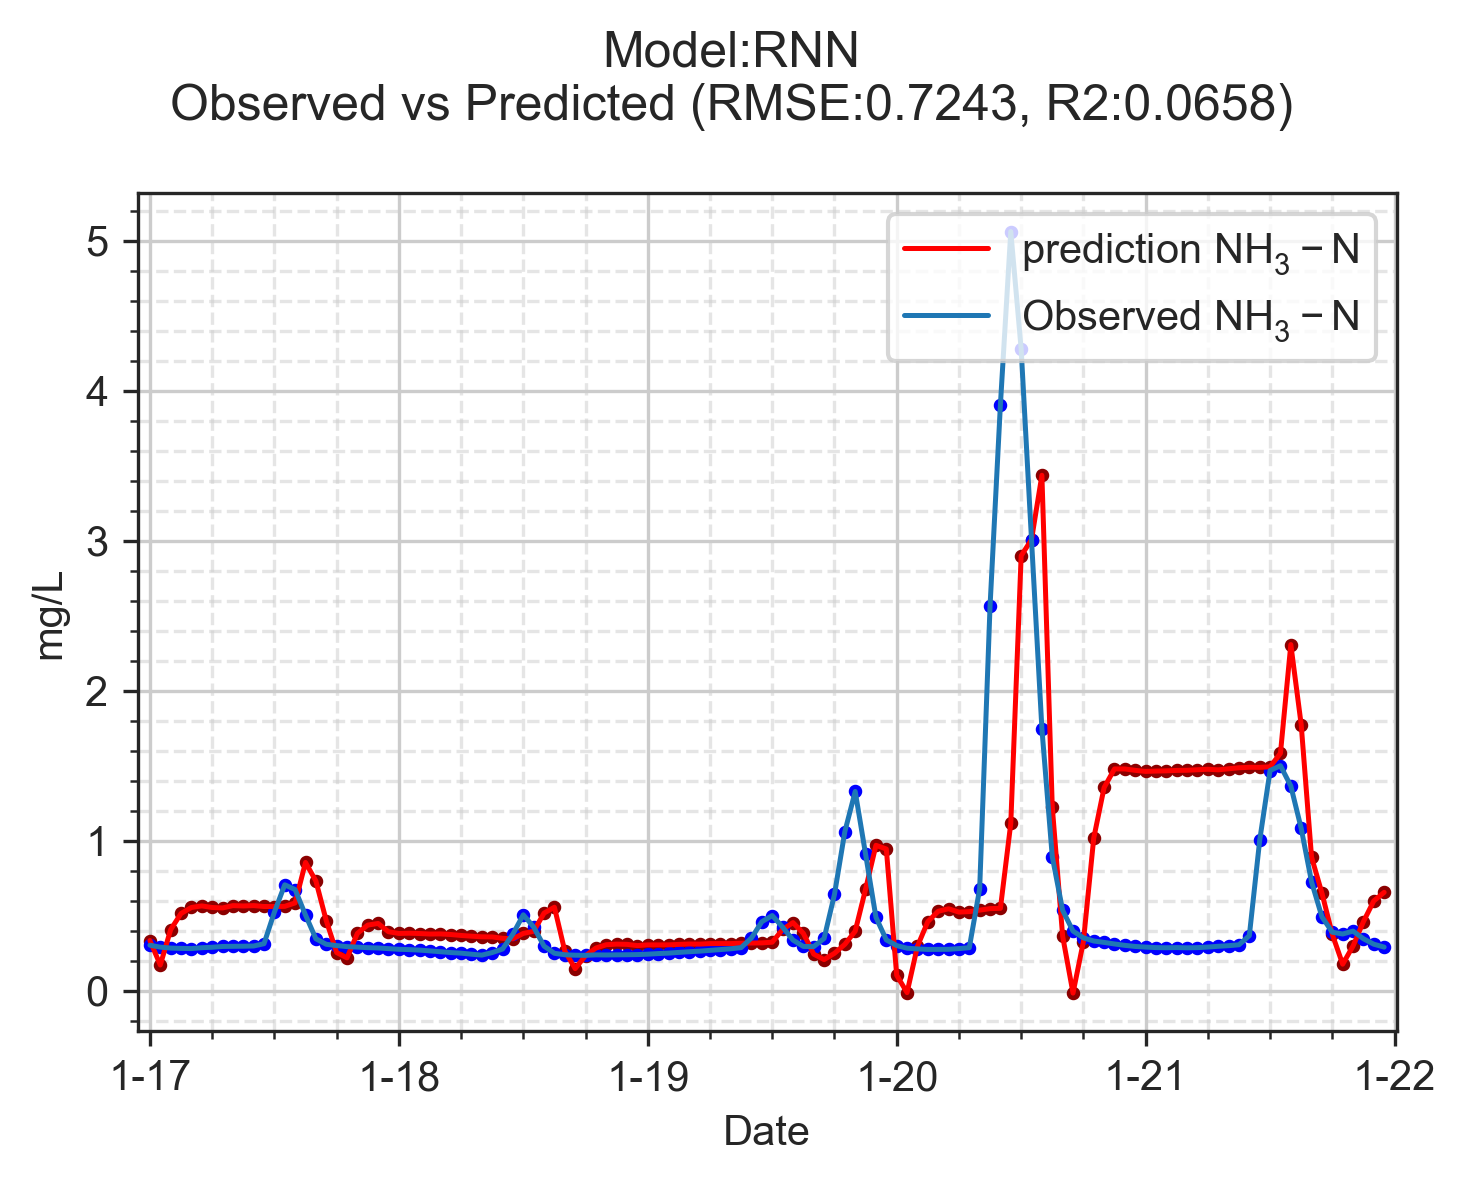 Model:RNN
Observed vs Predicted (RMSE:0.7243, R2:0.0658)
prediction NH₃ − N
Observed NH₃ − N
5
4
3
2
1
0
mg/L
1-17 1-18 1-19 1-20 1-21 1-22
Date